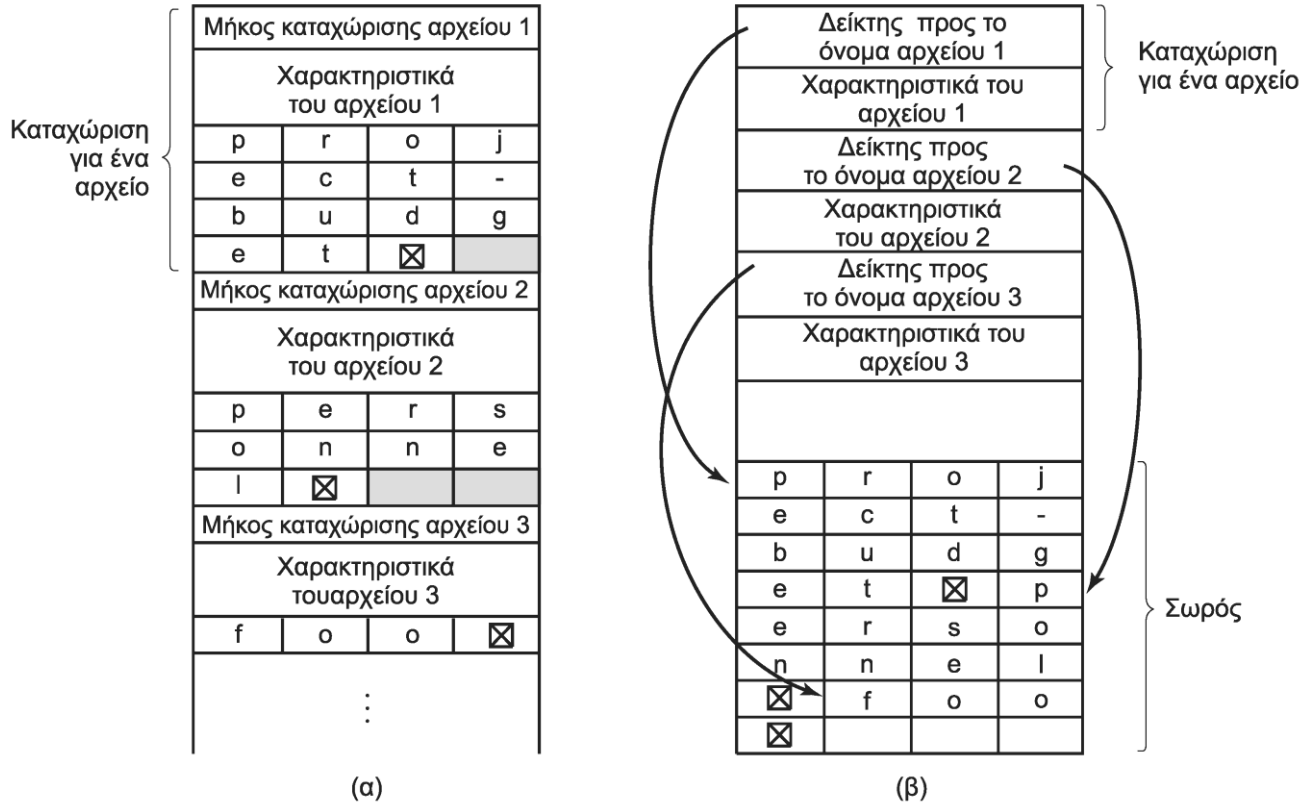 Μήκος καταχώρισης αρχείου 1
Χαρακτηριστικά
του αρχείου 1
Καταχώριση
για ένα
αρχείο
p r o j
e c t -
b u d g
e t ☒
Μήκος καταχώρισης αρχείου 2
Χαρακτηριστικά
του αρχείου 2
p e r s
o n n e
l ☒
Μήκος καταχώρισης αρχείου 3
Χαρακτηριστικά
τουαρχείου 3
f o o ☒
⋮
(α)
Δείκτης προς το
όνομα αρχείου 1
Χαρακτηριστικά του
αρχείου 1
Καταχώριση
για ένα αρχείο
Δείκτης προς
το όνομα αρχείου 2
Χαρακτηριστικά
του αρχείου 2
Δείκτης προς
το όνομα αρχείου 3
Χαρακτηριστικά του
αρχείου 3
p r o j
e c t -
b u d g
e t ☒ p
e r s o
n n e l
☒ f o o
☒
Σωρός
(β)